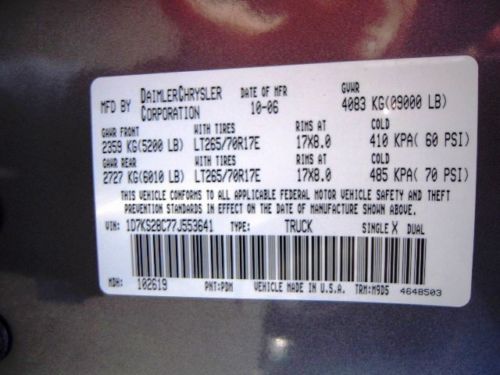 MFD BY DAIMLERCHRYSLER CORPORATION DATE OF MFR 10-06 GVWR 4083 KG(09000 LB)
GAWR FRONT WITH TIRES RIMS AT COLD
2359 KG(5200 LB) LT265/70R17E 17X8.0 410 KPA( 60 PSI)
GAWR REAR WITH TIRES RIMS AT COLD
2727 KG(6010 LB) LT265/70R17E 17X8.0 485 KPA( 70 PSI)
THIS VEHICLE CONFORMS TO ALL APPLICABLE FEDERAL MOTOR VEHICLE SAFETY AND THEFT
PREVENTION STANDARDS IN EFFECT ON THE DATE OF MANUFACTURE SHOWN ABOVE.
VIN: 1D7KS28C77J553641 TYPE: TRUCK SINGLE X DUAL
MDH: 102619 PNT:PDM VEHICLE MADE IN U.S.A. TRM:M9D5 4648503